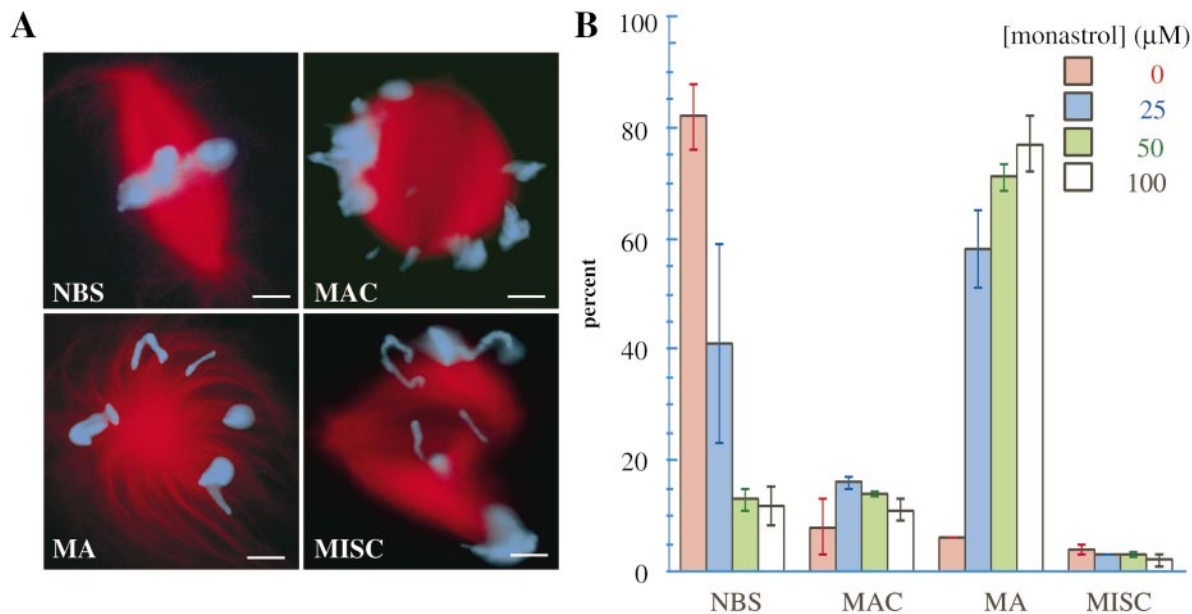 A
NBS
MAC
MA
MISC
B
percent
100
80
60
40
20
0
[monastrol] (μM)
0
25
50
100
NBS
MAC
MA
MISC